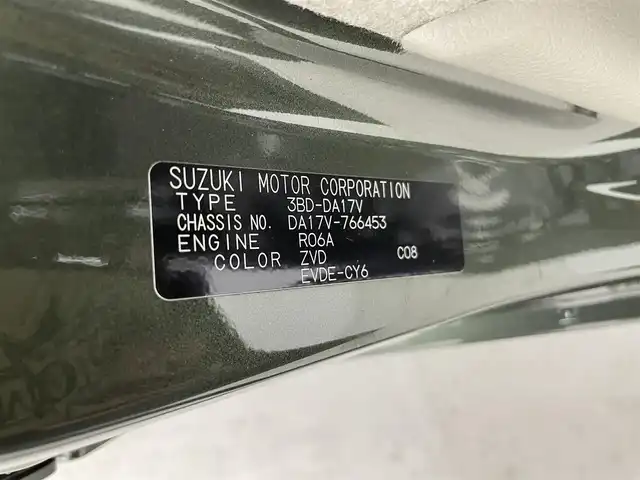 SUZUKI MOTOR CORPORATION
TYPE 3BD-DA17V
CHASSIS NO. DA17V-766453
ENGINE R06A
COLOR ZVD C08
EVDE-CY6